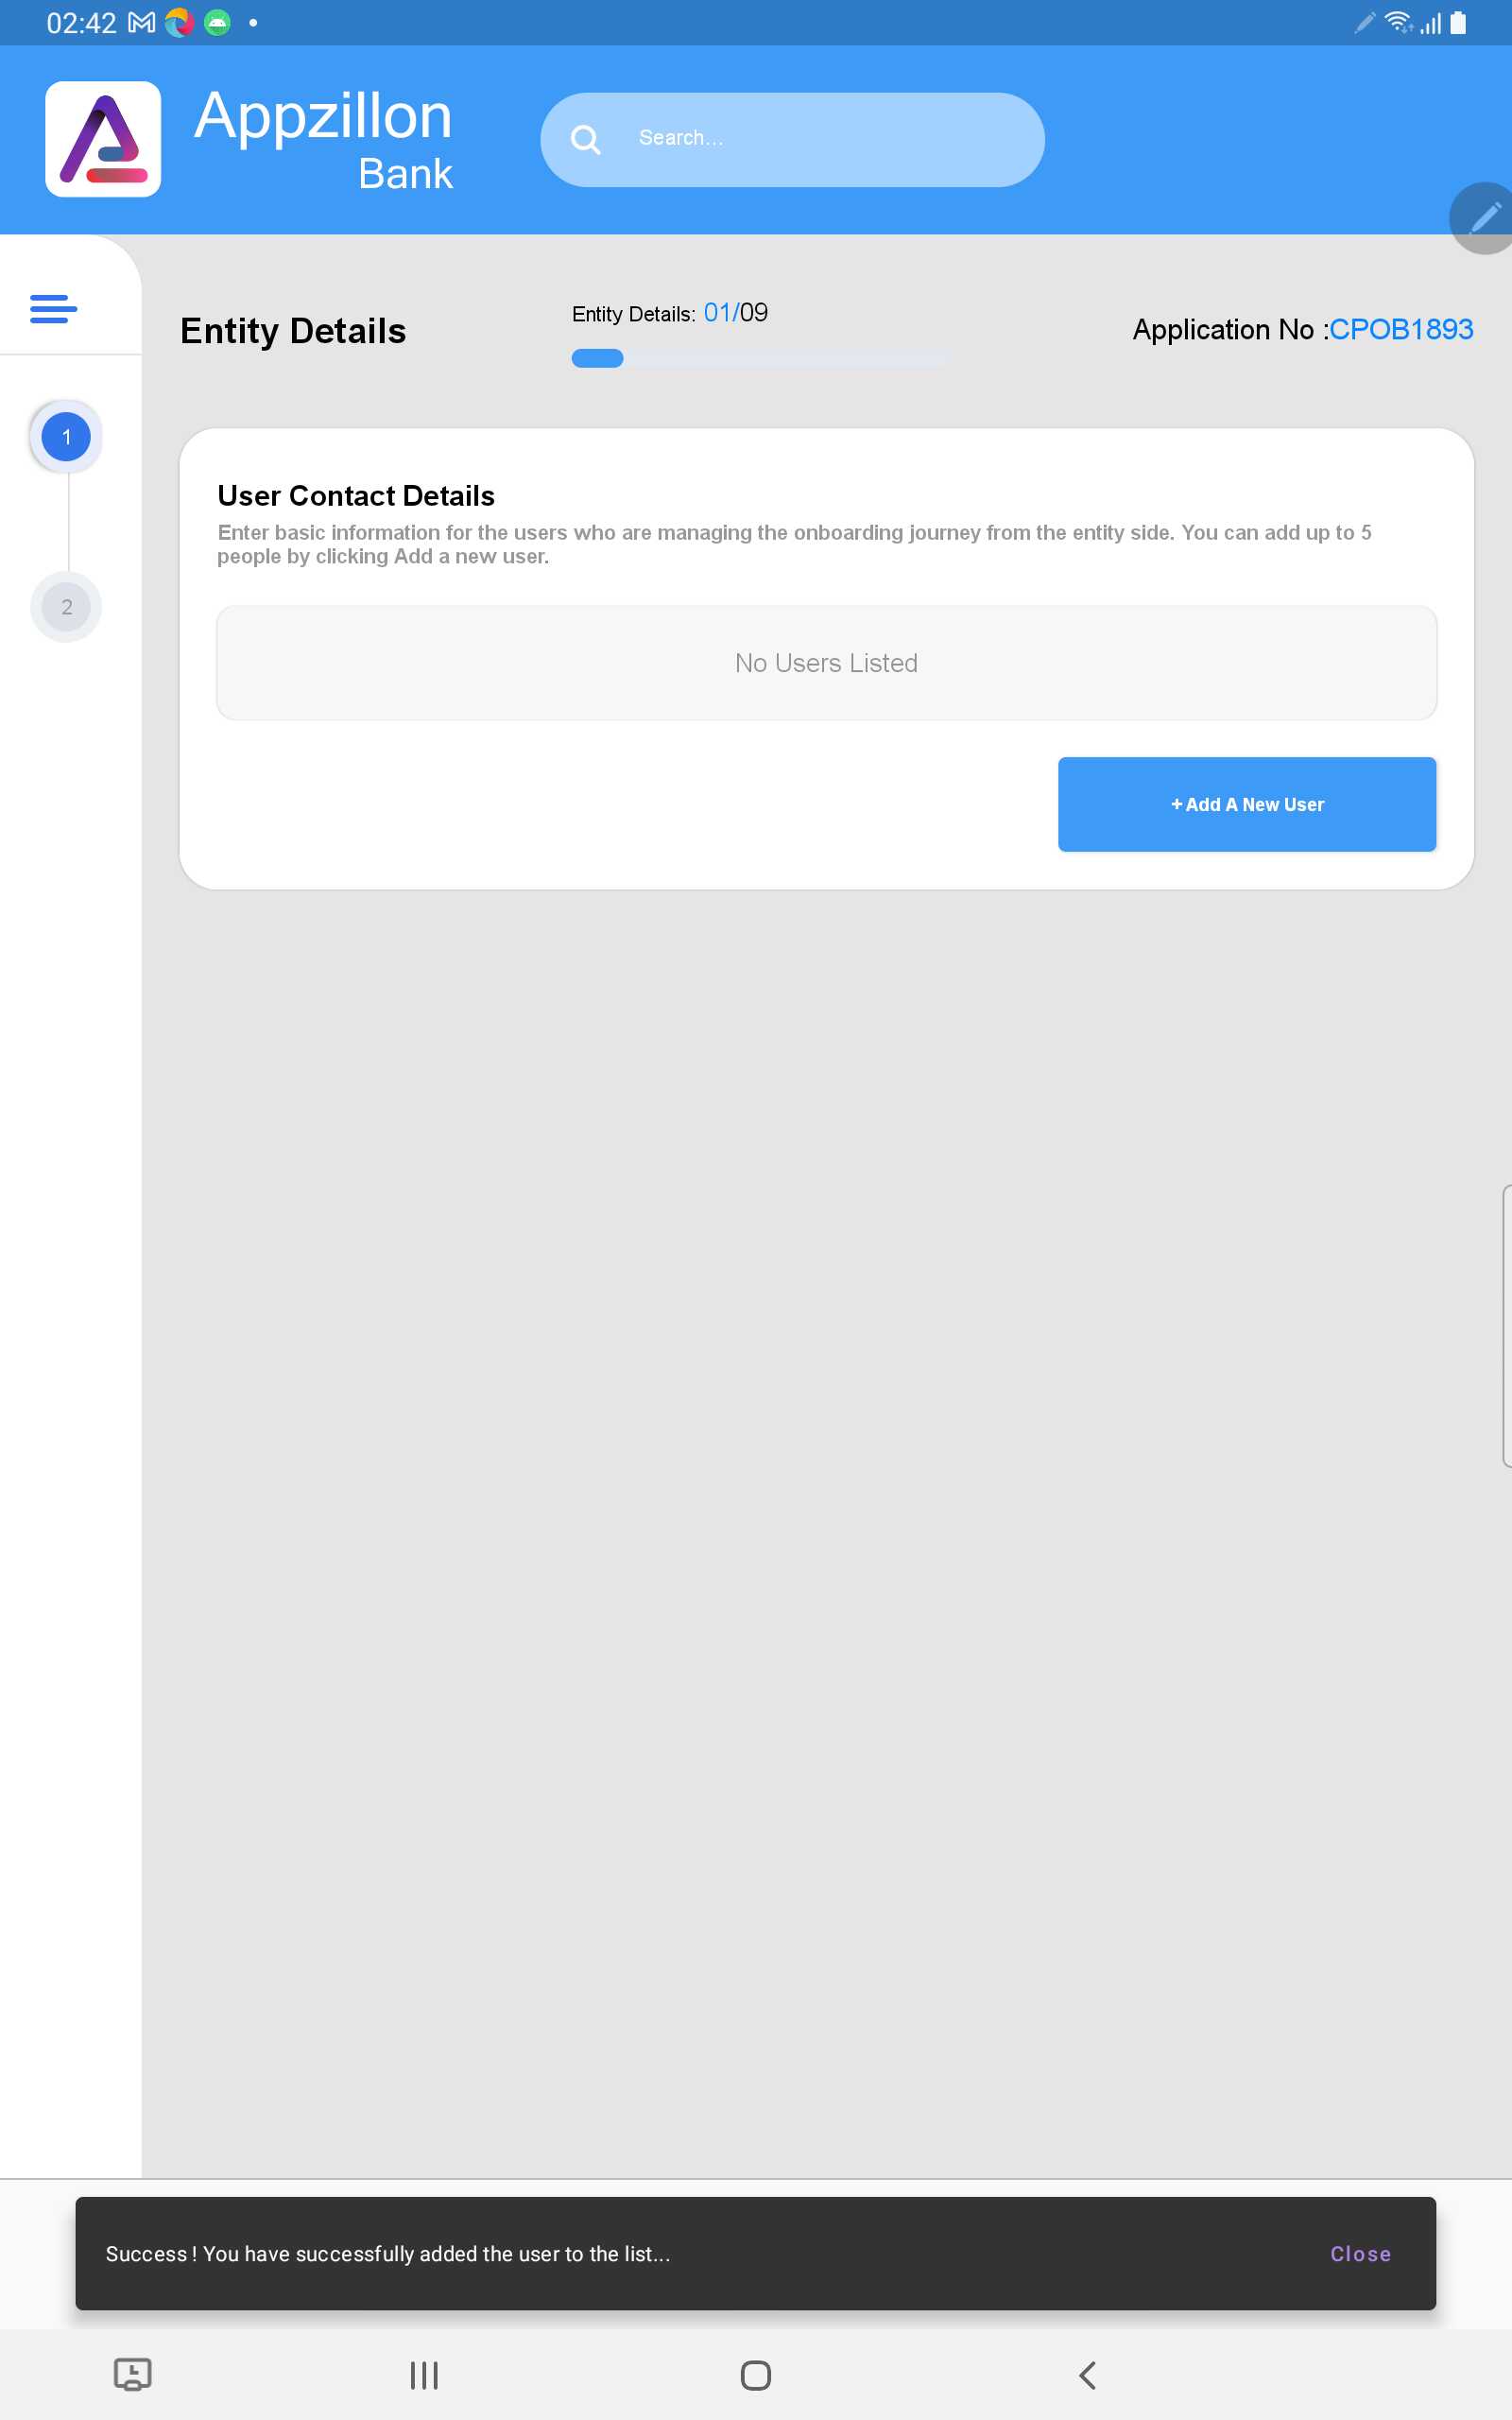 02:42
Appzillon
Bank
Search...
Entity Details
Entity Details: 01/09
Application No :CPOB1893
1
2
User Contact Details
Enter basic information for the users who are managing the onboarding journey from the entity side. You can add up to 5
people by clicking Add a new user.
No Users Listed
+ Add A New User
Success ! You have successfully added the user to the list...
Close